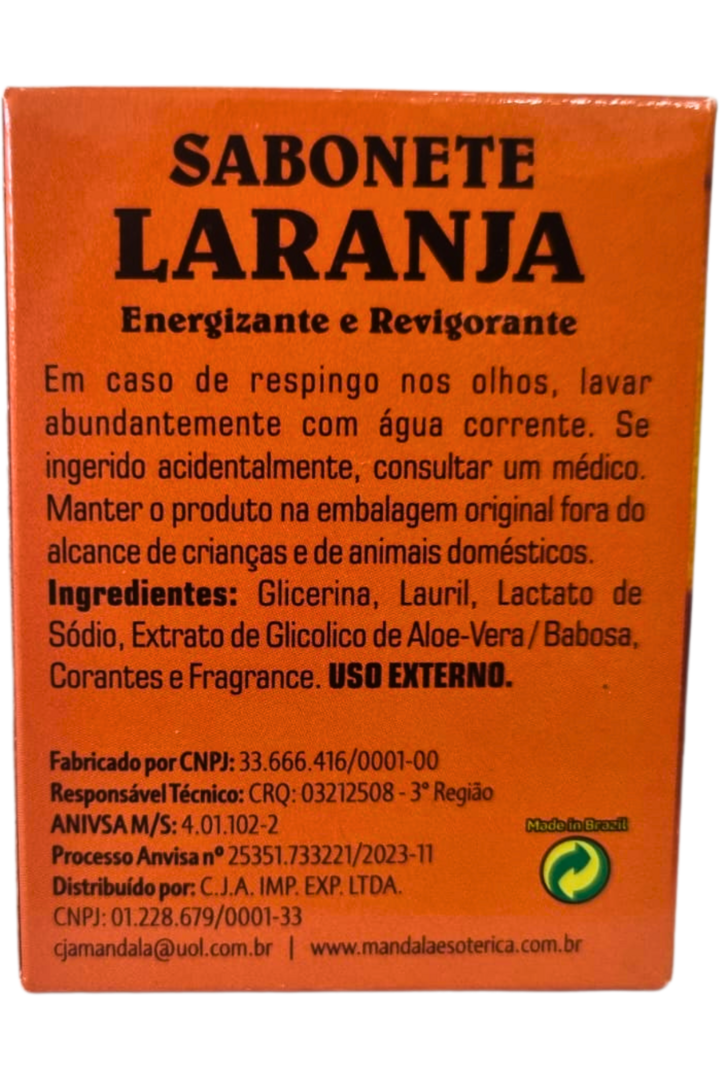 SABONETE
LARANJA
Energizante e Revigorante
Em caso de respingo nos olhos, lavar
abundantemente com água corrente. Se
ingerido acidentalmente, consultar um médico.
Manter o produto na embalagem original fora do
alcance de crianças e de animais domésticos.
Ingredientes: Glicerina, Lauril, Lactato de
Sódio, Extrato de Glicolico de Aloe-Vera / Babosa,
Corantes e Fragrance. USO EXTERNO.
Fabricado por CNPJ: 33.666.416/0001-00
Responsável Técnico: CRQ: 03212508 - 3ª Região
ANIVSA M/S: 4.01.102-2
Processo Anvisa nº 25351.733221/2023-11
Distribuído por: C.J.A. IMP. EXP. LTDA.
CNPJ: 01.228.679/0001-33
cjamandala@uol.com.br | www.mandalaesoterica.com.br
Made in Brazil